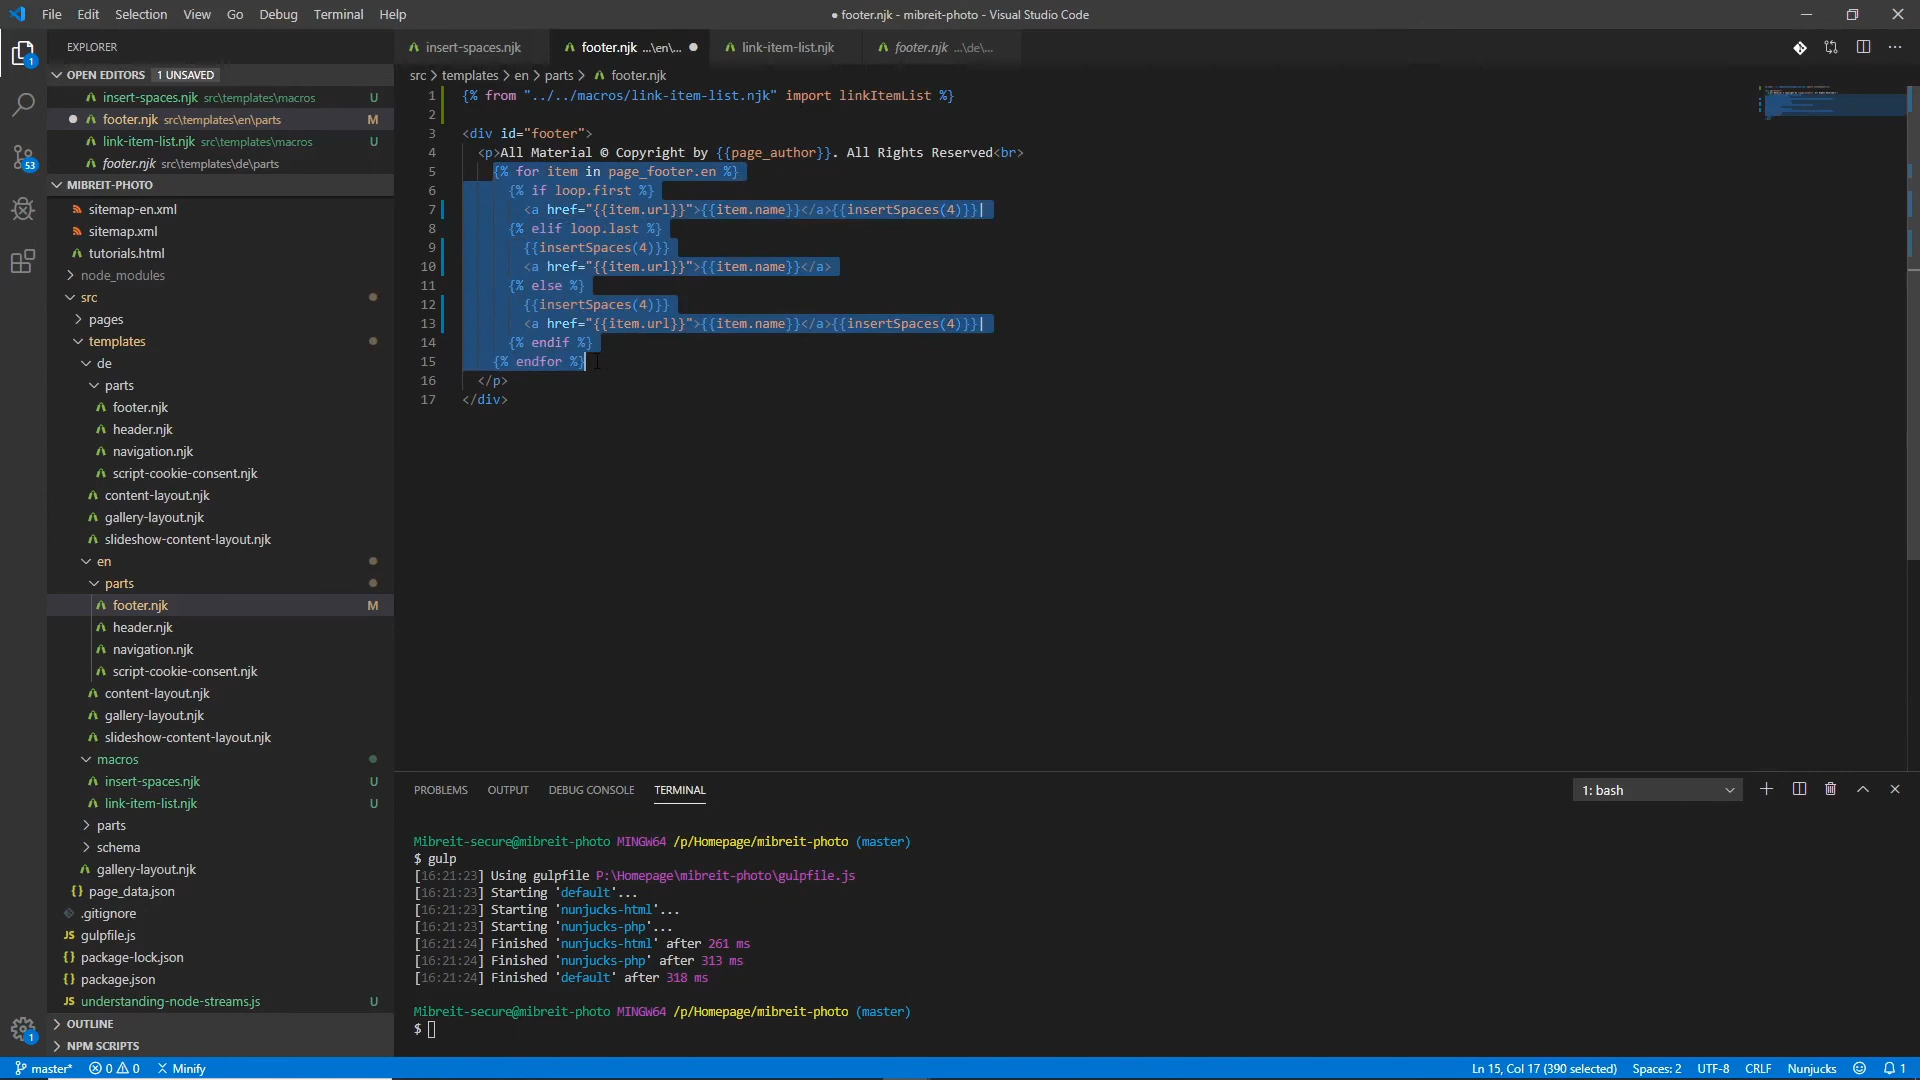 File Edit Selection View Go Debug Terminal Help
● footer.njk - mibreit-photo - Visual Studio Code
EXPLORER
OPEN EDITORS 1 UNSAVED
insert-spaces.njk src\templates\macros U
footer.njk src\templates\en\parts M
link-item-list.njk src\templates\macros U
footer.njk src\templates\de\parts
MIBREIT-PHOTO
sitemap-en.xml
sitemap.xml
tutorials.html
node_modules
src
pages
templates
de
parts
footer.njk
header.njk
navigation.njk
script-cookie-consent.njk
content-layout.njk
gallery-layout.njk
slideshow-content-layout.njk
en
parts
footer.njk M
header.njk
navigation.njk
script-cookie-consent.njk
content-layout.njk
gallery-layout.njk
slideshow-content-layout.njk
macros
insert-spaces.njk U
link-item-list.njk U
parts
schema
gallery-layout.njk
{} page_data.json
.gitignore
JS gulpfile.js
{} package-lock.json
{} package.json
JS understanding-node-streams.js U
OUTLINE
NPM SCRIPTS
1
53
1
insert-spaces.njk footer.njk ...\en\... ● link-item-list.njk footer.njk ...\de\...
src > templates > en > parts > footer.njk
1 {% from "../../macros/link-item-list.njk" import linkItemList %}
2
3 <div id="footer">
4 <p>All Material © Copyright by {{page_author}}. All Rights Reserved<br>
5 {% for item in page_footer.en %}
6 {% if loop.first %}
7 <a href="{{item.url}}">{{item.name}}</a>{{insertSpaces(4)}}|
8 {% elif loop.last %}
9 {{insertSpaces(4)}}
10 <a href="{{item.url}}">{{item.name}}</a>
11 {% else %}
12 {{insertSpaces(4)}}
13 <a href="{{item.url}}">{{item.name}}</a>{{insertSpaces(4)}}|
14 {% endif %}
15 {% endfor %}
16 </p>
17 </div>
PROBLEMS OUTPUT DEBUG CONSOLE TERMINAL
1: bash
Mibreit-secure@mibreit-photo MINGW64 /p/Homepage/mibreit-photo (master)
$ gulp
[16:21:23] Using gulpfile P:\Homepage\mibreit-photo\gulpfile.js
[16:21:23] Starting 'default'...
[16:21:23] Starting 'nunjucks-html'...
[16:21:23] Starting 'nunjucks-php'...
[16:21:24] Finished 'nunjucks-html' after 261 ms
[16:21:24] Finished 'nunjucks-php' after 313 ms
[16:21:24] Finished 'default' after 318 ms
Mibreit-secure@mibreit-photo MINGW64 /p/Homepage/mibreit-photo (master)
$
master* 0 0 Minify
Ln 15, Col 17 (390 selected) Spaces: 2 UTF-8 CRLF Nunjucks 1